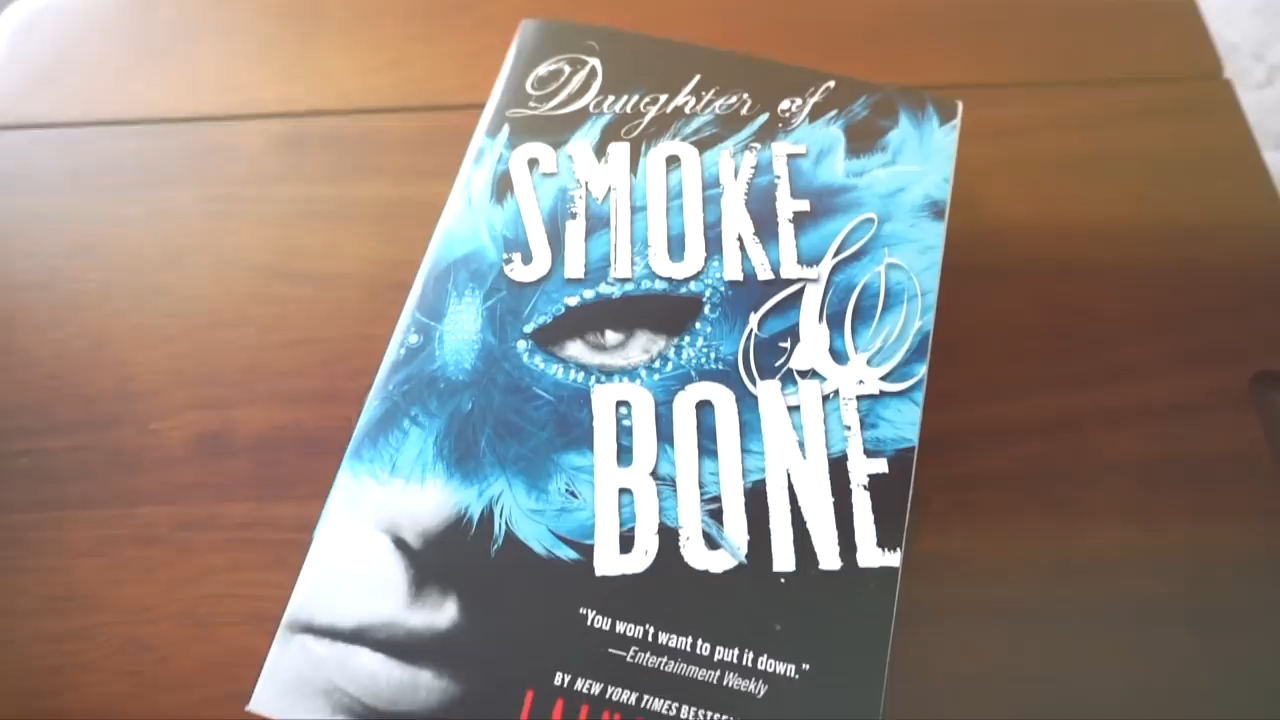 Daughter of
SMOKE
&
BONE
“You won't want to put it down.”
—Entertainment Weekly
BY NEW YORK TIMES